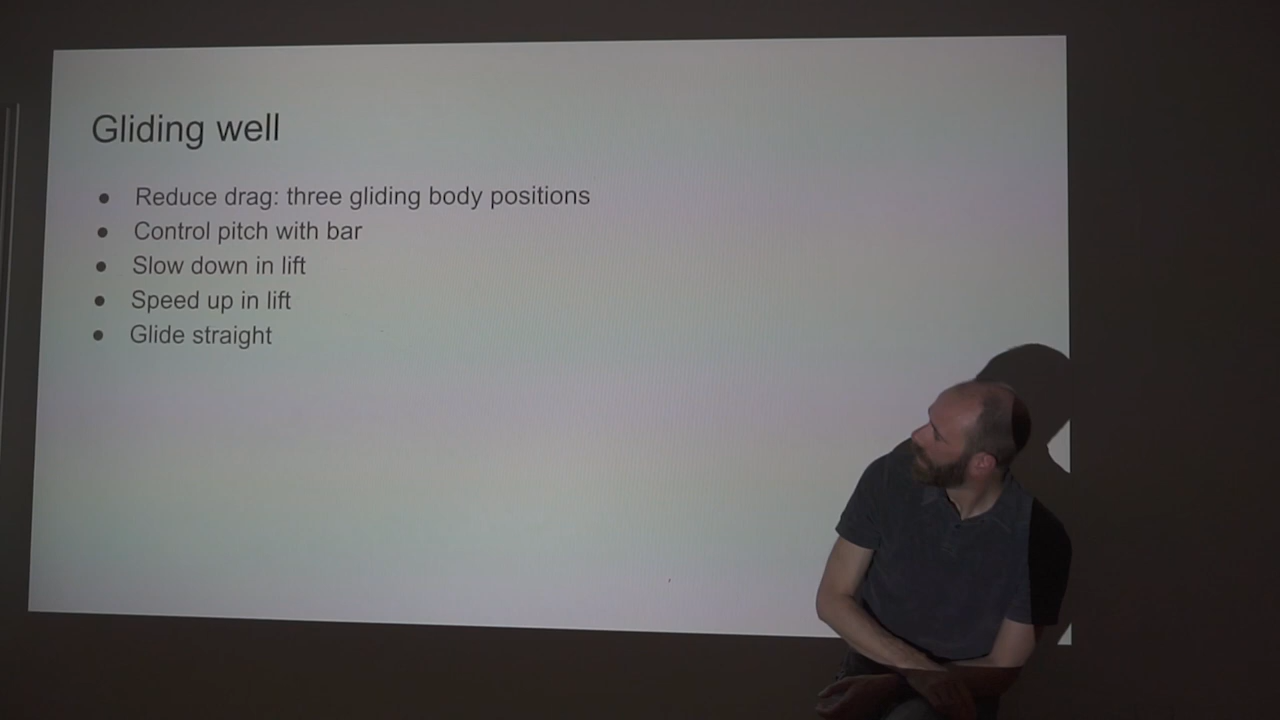 Gliding well
● Reduce drag: three gliding body positions
● Control pitch with bar
● Slow down in lift
● Speed up in lift
● Glide straight